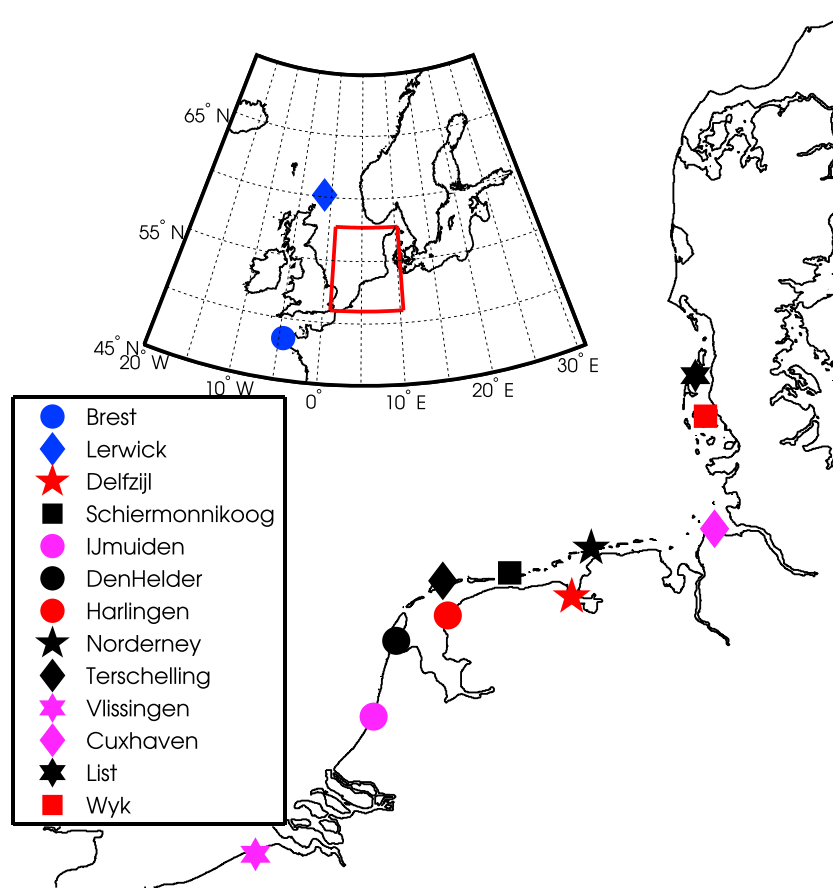 65° N
55° N
45° N
20° W
10° W
0°
10° E
20° E
30° E
Brest
Lerwick
Delfzijl
Schiermonnikoog
IJmuiden
DenHelder
Harlingen
Norderney
Terschelling
Vlissingen
Cuxhaven
List
Wyk